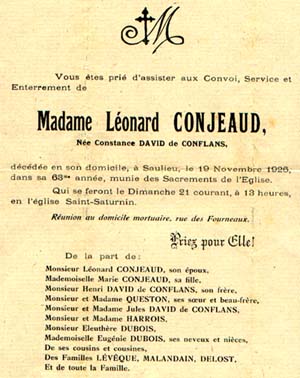 M
Vous êtes prié d'assister aux Convoi, Service et
Enterrement de
Madame Léonard CONJEAUD,
Née Constance DAVID de CONFLANS,
décédée en son domicile, à Saulieu, le 19 Novembre 1926,
dans sa 63me année, munie des Sacrements de l'Eglise.
Qui se feront le Dimanche 21 courant, à 13 heures,
en l'église Saint-Saturnin.
Réunion au domicile mortuaire, rue des Fourneaux.
Priez pour Elle!
De la part de:
Monsieur Léonard CONJEAUD, son époux,
Mademoiselle Marie CONJEAUD, sa fille,
Monsieur Henri DAVID de CONFLANS, son frère,
Monsieur et Madame QUESTON, ses sœur et beau-frère,
Monsieur et Madame Jules DAVID de CONFLANS,
Monsieur et Madame HARROIS,
Monsieur Eleuthère DUBOIS,
Mademoiselle Eugénie DUBOIS, ses neveux et nièces,
De ses cousins et cousines,
Des Familles LÉVÊQUE, MALANDAIN, DELOST,
Et de toute la Famille.